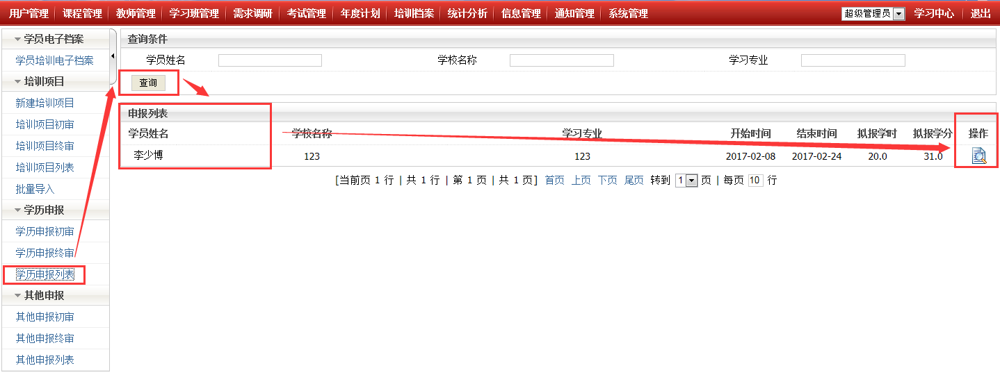 用户管理 课程管理 教师管理 学习班管理 需求调研 考试管理 年度计划 培训档案 统计分析 信息管理 通知管理 系统管理 超级管理员 学习中心 退出
学员电子档案
学员培训电子档案
培训项目
新建培训项目
培训项目初审
培训项目终审
培训项目列表
批量导入
学历申报
学历申报初审
学历申报终审
学历申报列表
其他申报
其他申报初审
其他申报终审
其他申报列表
查询条件
学员姓名 学校名称 学习专业
查询
申报列表
学员姓名 学校名称 学习专业 开始时间 结束时间 拟报学时 拟报学分 操作
李少博 123 123 2017-02-08 2017-02-24 20.0 31.0
[当前页 1 行 | 共 1 行 | 第 1 页 | 共 1 页] 首页 上页 下页 尾页 转到 1 页 | 每页 10 行